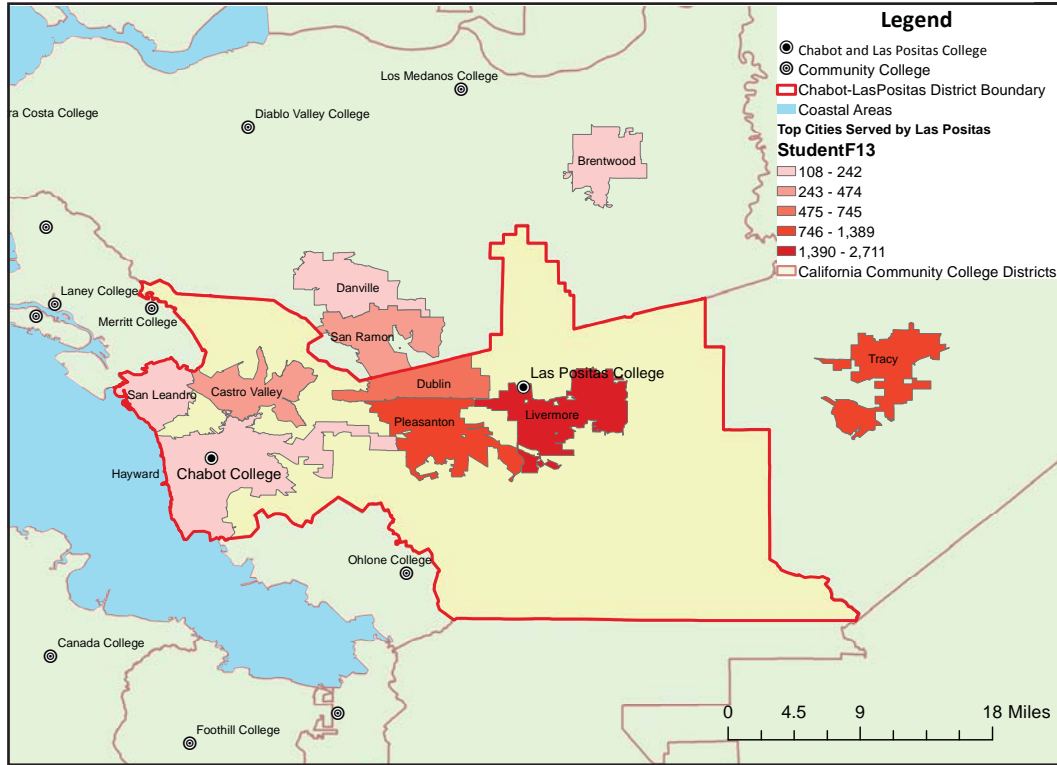 Legend
Chabot and Las Positas College
Community College
Chabot-LasPositas District Boundary
Coastal Areas
Top Cities Served by Las Positas
StudentF13
108 - 242
243 - 474
475 - 745
746 - 1,389
1,390 - 2,711
California Community College Districts
Los Medanos College
ra Costa College
Diablo Valley College
Brentwood
Laney College
Merritt College
Danville
San Ramon
Tracy
San Leandro
Castro Valley
Dublin
Las Positas College
Pleasanton
Livermore
Hayward
Chabot College
Ohlone College
Canada College
Foothill College
0 4.5 9 18 Miles